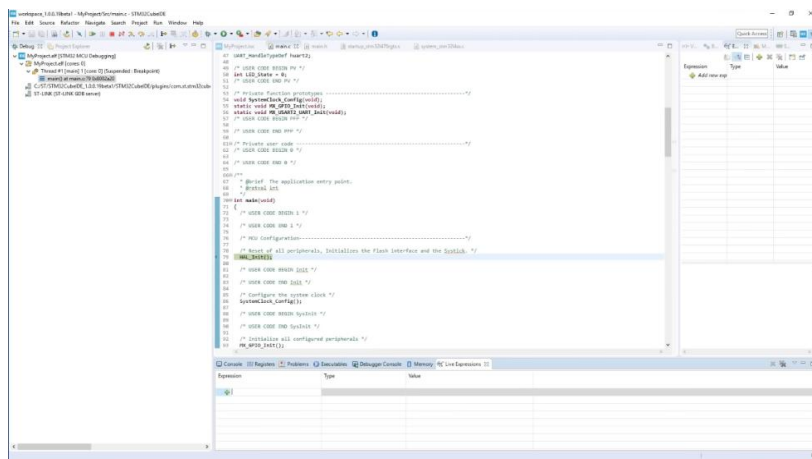 workspace_1.0.0.19beta1 - MyProject/Src/main.c - STM32CubeIDE
File Edit Source Refactor Navigate Search Project Run Window Help
Quick Access
Debug Project Explorer
MyProject.elf [STM32 MCU Debugging]
MyProject.elf [cores: 0]
Thread #1 [main] 1 [core: 0] (Suspended : Breakpoint)
main() at main.c:79 0x8000a20
ST-LINK (ST-LINK GDB server)
MyProject.ioc main.c main.h
47 UART_HandleTypeDef huart2;
48
49 /* USER CODE BEGIN PV */
50 int LED_State = 0;
51 /* USER CODE END PV */
52
53 /* Private function prototypes -----------------------------------------------*/
54 void SystemClock_Config(void);
55 static void MX_GPIO_Init(void);
56 static void MX_USART2_UART_Init(void);
57 /* USER CODE BEGIN PFP */
58
59 /* USER CODE END PFP */
60
61 /* Private user code ---------------------------------------------------------*/
62 /* USER CODE BEGIN 0 */
63
64 /* USER CODE END 0 */
65
66 /**
67 * @brief The application entry point.
68 * @retval int
69 */
70 int main(void)
71 {
72 /* USER CODE BEGIN 1 */
73
74 /* USER CODE END 1 */
75
76 /* MCU Configuration--------------------------------------------------------*/
77
78 /* Reset of all peripherals, Initializes the Flash interface and the Systick. */
79 HAL_Init();
80
81 /* USER CODE BEGIN Init */
82
83 /* USER CODE END Init */
84
85 /* Configure the system clock */
86 SystemClock_Config();
87
88 /* USER CODE BEGIN SysInit */
89
90 /* USER CODE END SysInit */
91
92 /* Initialize all configured peripherals */
93 MX_GPIO_Init();
Expression Type Value
Add new exp
Console Registers Problems Executables Debugger Console Memory Live Expressions
Expression Type Value